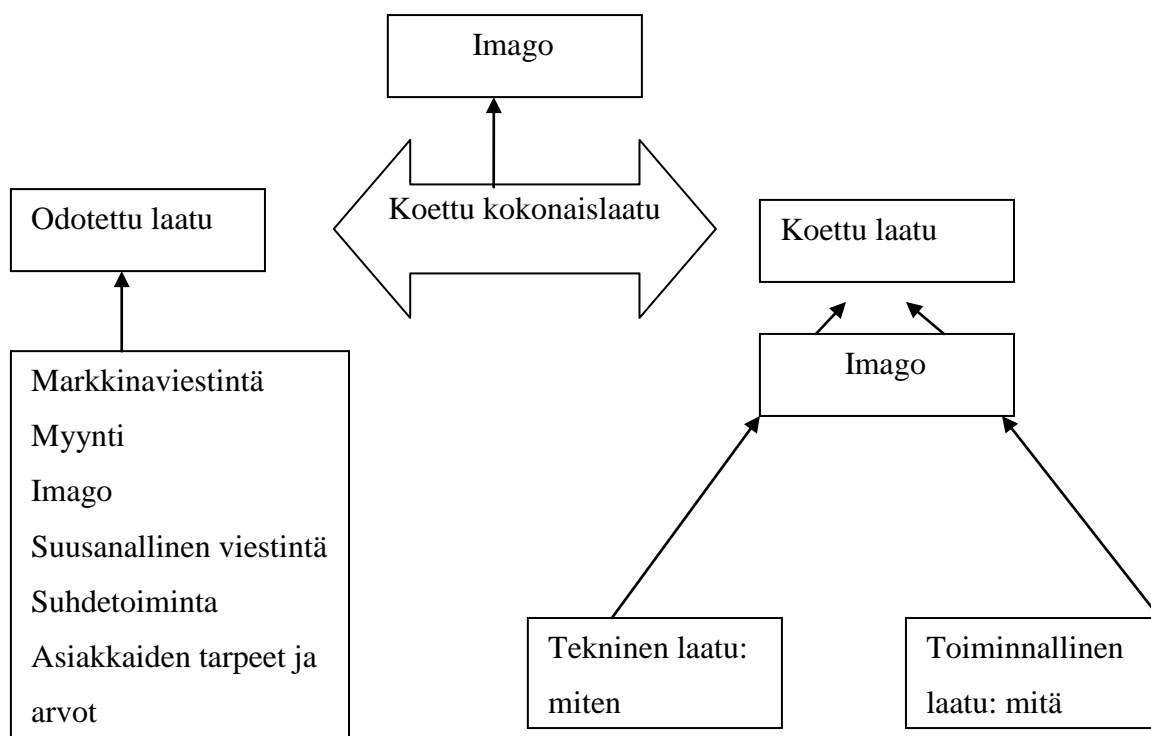 Imago
Koettu kokonaislaatu
Odotettu laatu
Koettu laatu
Imago
Markkinaviestintä
Myynti
Imago
Suusanallinen viestintä
Suhdetoiminta
Asiakkaiden tarpeet ja
arvot
Tekninen laatu:
miten
Toiminnallinen
laatu: mitä